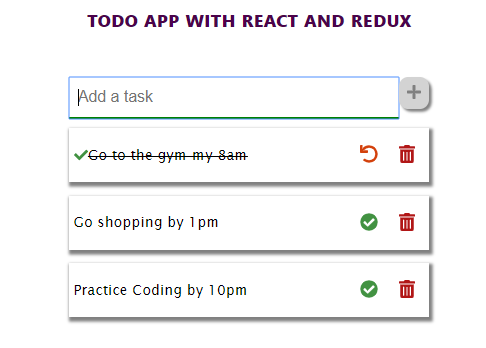 TODO APP WITH REACT AND REDUX
Add a task
Go to the gym my 8am
Go shopping by 1pm
Practice Coding by 10pm